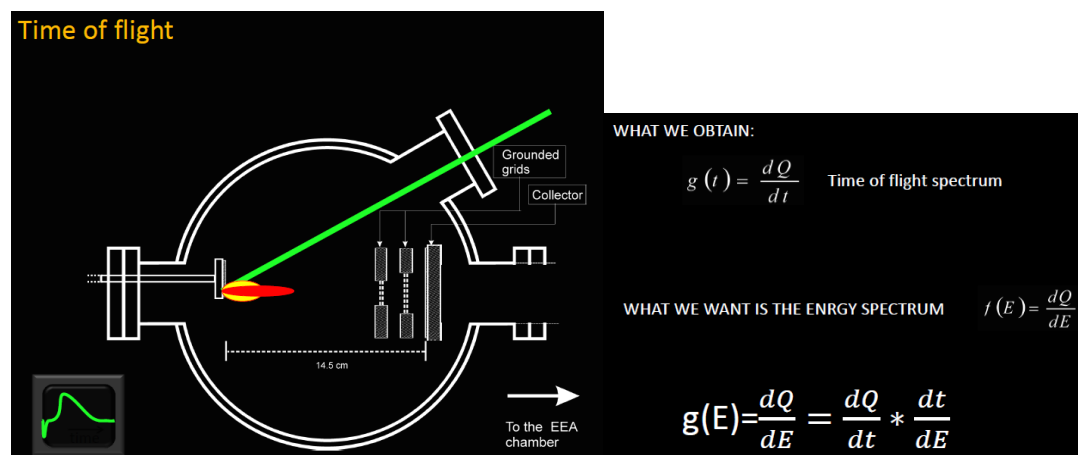 Time of flight
Grounded
grids
Collector
14.5 cm
To the EEA
chamber
WHAT WE OBTAIN:
g (t) = dQ/dt Time of flight spectrum
WHAT WE WANT IS THE ENRGY SPECTRUM f (E) = dQ/dE
g(E)=dQ/dE = dQ/dt * dt/dE